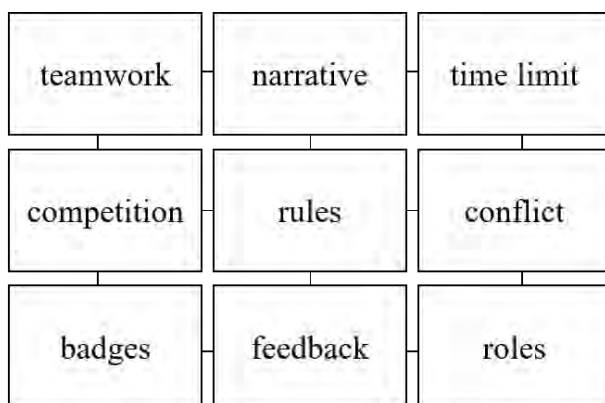 teamwork
narrative
time limit
competition
rules
conflict
badges
feedback
roles